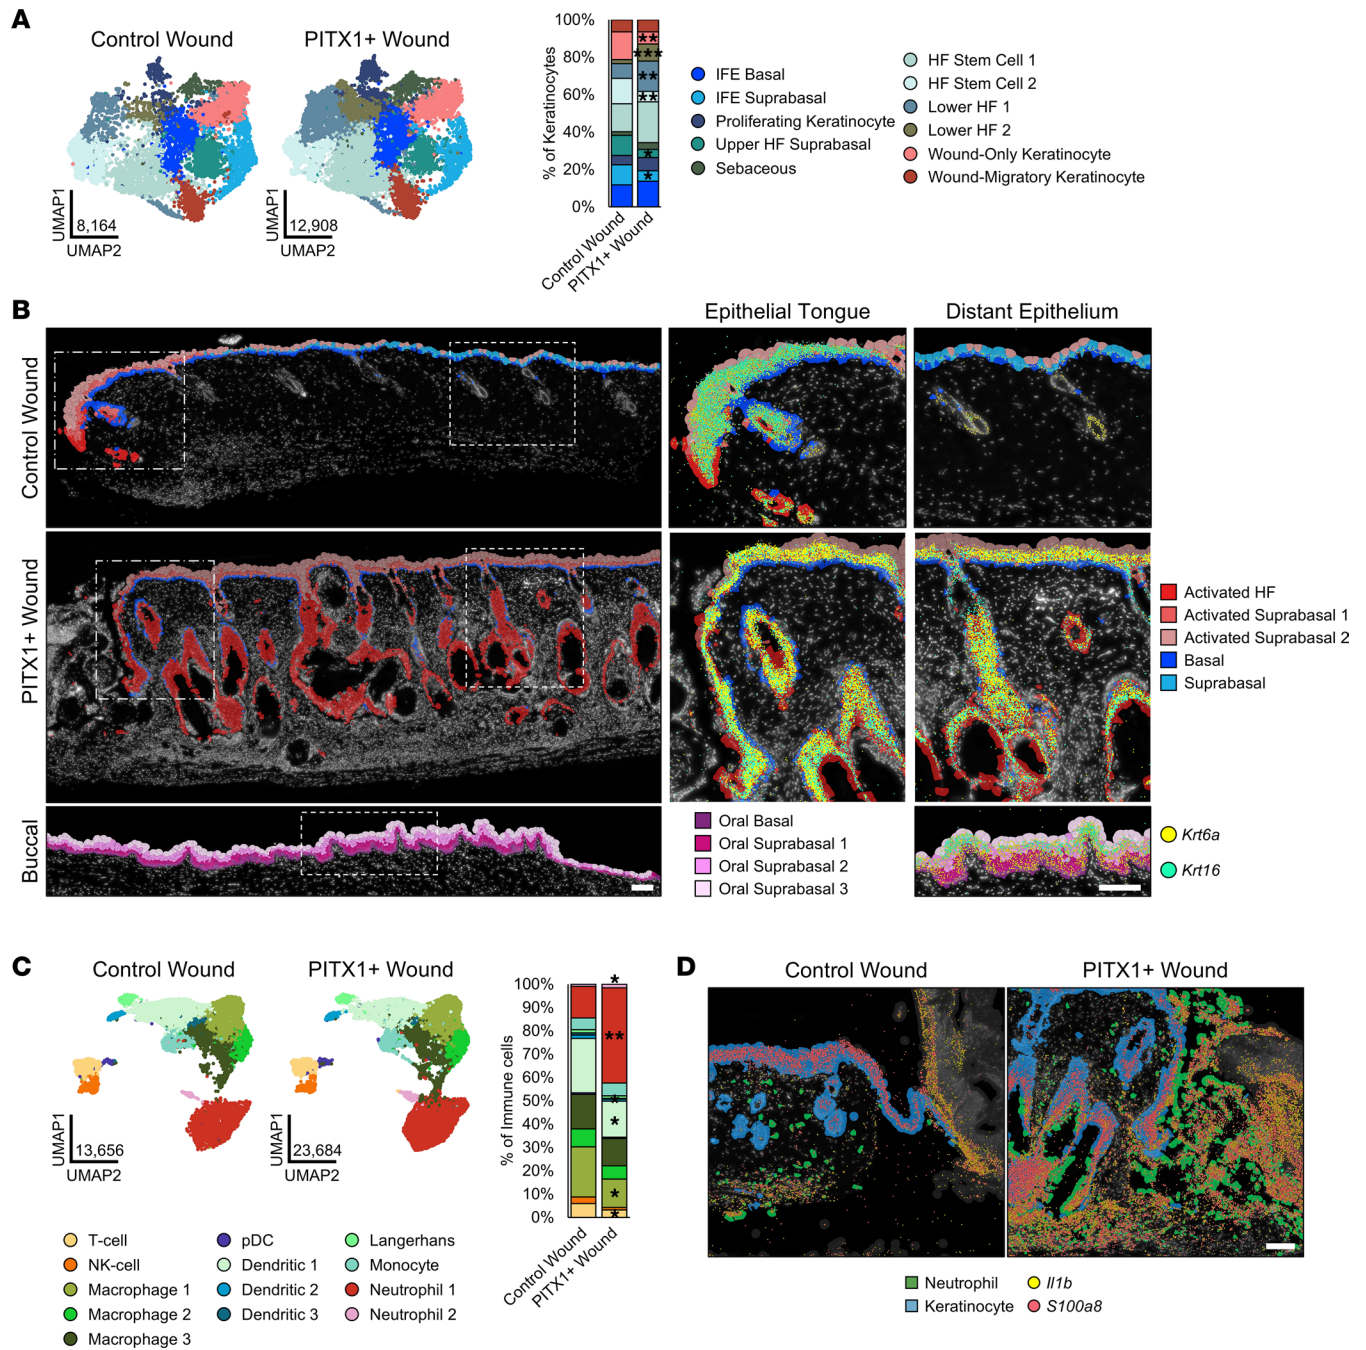 A
Control Wound
PITX1+ Wound
UMAP1
8,164
UMAP2
UMAP1
12,908
UMAP2
% of Keratinocytes
100%
80%
60%
40%
20%
0%
**
***
**
**
*
*
Control Wound
PITX1+ Wound
IFE Basal
IFE Suprabasal
Proliferating Keratinocyte
Upper HF Suprabasal
Sebaceous
HF Stem Cell 1
HF Stem Cell 2
Lower HF 1
Lower HF 2
Wound-Only Keratinocyte
Wound-Migratory Keratinocyte
B
Epithelial Tongue
Distant Epithelium
Control Wound
PITX1+ Wound
Buccal
Activated HF
Activated Suprabasal 1
Activated Suprabasal 2
Basal
Suprabasal
Oral Basal
Oral Suprabasal 1
Oral Suprabasal 2
Oral Suprabasal 3
Krt6a
Krt16
C
Control Wound
PITX1+ Wound
UMAP1
13,656
UMAP2
UMAP1
23,684
UMAP2
% of Immune cells
100%
90%
80%
70%
60%
50%
40%
30%
20%
10%
0%
*
**
*
*
*
*
Control Wound
PITX1+ Wound
T-cell
NK-cell
Macrophage 1
Macrophage 2
Macrophage 3
pDC
Dendritic 1
Dendritic 2
Dendritic 3
Langerhans
Monocyte
Neutrophil 1
Neutrophil 2
D
Control Wound
PITX1+ Wound
Neutrophil
Keratinocyte
Il1b
S100a8